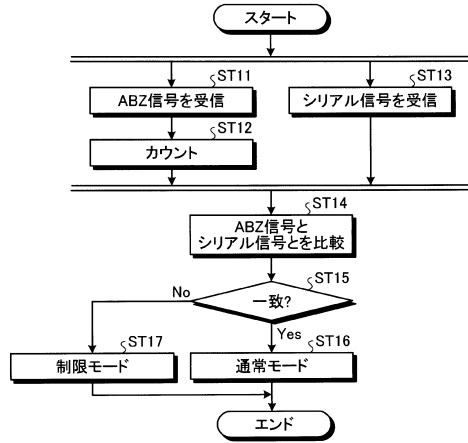 スタート
ST11
ABZ信号を受信
ST13
シリアル信号を受信
ST12
カウント
ST14
ABZ信号と
シリアル信号とを比較
ST15
一致?
No
Yes
ST17
制限モード
ST16
通常モード
エンド